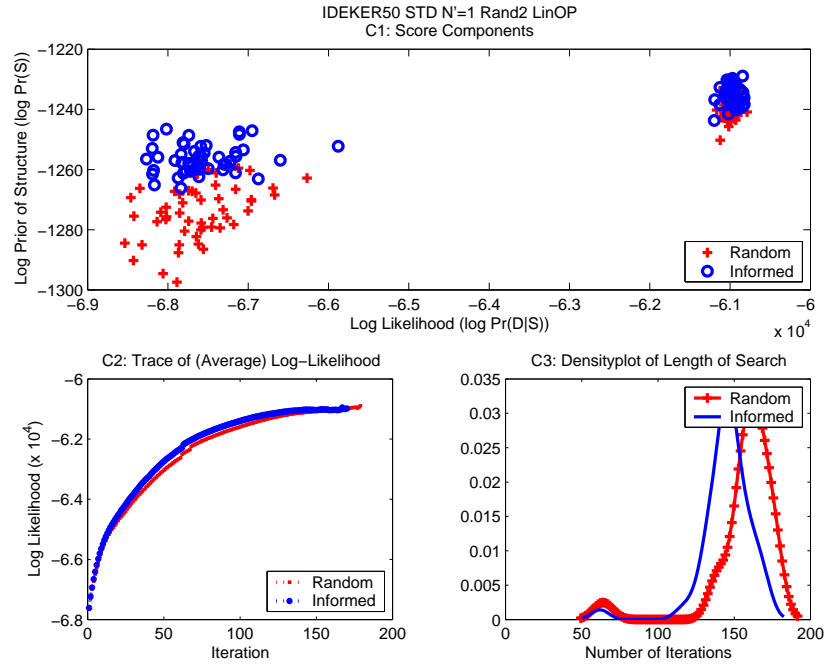 IDEKER50 STD N'=1 Rand2 LinOP
C1: Score Components
−1220
−1240
−1260
−1280
−1300
Log Prior of Structure (log Pr(S))
Random
Informed
−6.9 −6.8 −6.7 −6.6 −6.5 −6.4 −6.3 −6.2 −6.1 −6
Log Likelihood (log Pr(D|S))
x 10^4
C2: Trace of (Average) Log−Likelihood
−6
−6.2
−6.4
−6.6
−6.8
Log Likelihood (x 10^4)
Random
Informed
0 50 100 150 200
Iteration
C3: Densityplot of Length of Search
0.035
0.03
0.025
0.02
0.015
0.01
0.005
0
Random
Informed
0 50 100 150 200
Number of Iterations